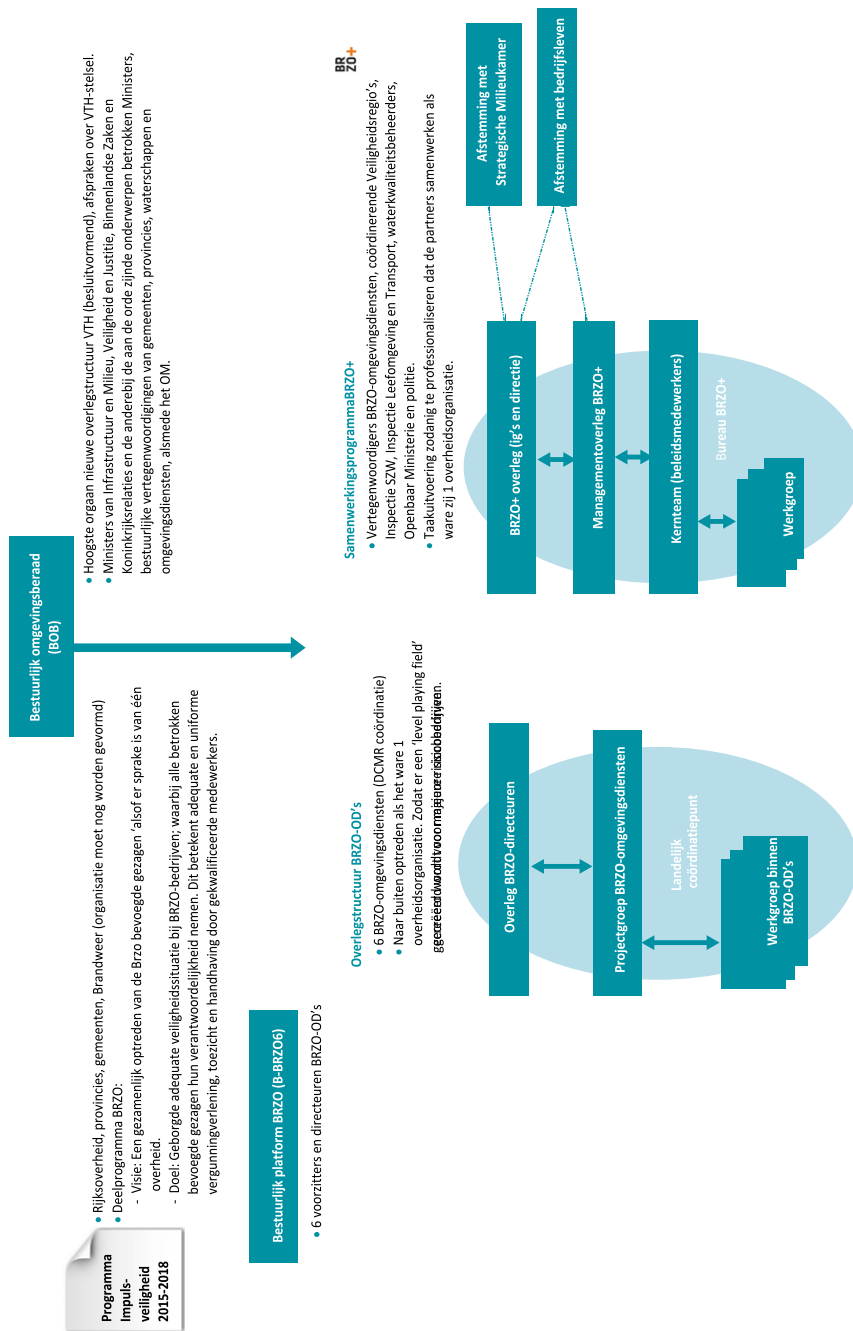 Bestuurlijk omgevingsberaad
(BOB)
• Hoogste orgaan nieuwe overlegstructuur VTH (besluitvormend), afspraken over VTH-stelsel.
• Ministers van Infrastructuur en Milieu, Veiligheid en Justitie, Binnenlandse Zaken en
Koninkrijksrelaties en de anderebij de aan de orde zijnde onderwerpen betrokken Ministers,
bestuurlijke vertegenwoordigingen van gemeenten, provincies, waterschappen en
omgevingsdiensten, alsmede het OM.
Programma
Impuls-
veiligheid
2015-2018
• Rijksoverheid, provincies, gemeenten, Brandweer (organisatie moet nog worden gevormd)
• Deelprogramma BRZO:
- Visie: Een gezamenlijk optreden van de Brzo bevoegde gezagen ‘alsof er sprake is van één
overheid.
- Doel: Geborgde adequate veiligheidssituatie bij BRZO-bedrijven; waarbij alle betrokken
bevoegde gezagen hun verantwoordelijkheid nemen. Dit betekent adequate en uniforme
vergunningverlening, toezicht en handhaving door gekwalificeerde medewerkers.
Bestuurlijk platform BRZO (B-BRZO6)
• 6 voorzitters en directeuren BRZO-OD’s
Overlegstructuur BRZO-OD’s
• 6 BRZO-omgevingsdiensten (DCMR coördinatie)
• Naar buiten optreden als het ware 1
overheidsorganisatie. Zodat er een ‘level playing field’
gecreëerd wordt voor majeure risicobedrijven.
Overleg BRZO-directeuren
Projectgroep BRZO-omgevingsdiensten
Landelijk
coördinatiepunt
Werkgroep binnen
BRZO-OD’s
BR
ZO+
SamenwerkingsprogrammaBRZO+
• Vertegenwoordigers BRZO-omgevingsdiensten, coördinerende Veiligheidsregio’s,
Inspectie SZW, Inspectie Leefomgeving en Transport, waterkwaliteitsbeheerders,
Openbaar Ministerie en politie.
• Taakuitvoering zodanig te professionaliseren dat de partners samenwerken als
ware zij 1 overheidsorganisatie.
BRZO+ overleg (ig’s en directie)
Managementoverleg BRZO+
Kernteam (beleidsmedewerkers)
Bureau BRZO+
Werkgroep
Afstemming met
Strategische Milieukamer
Afstemming met bedrijfsleven